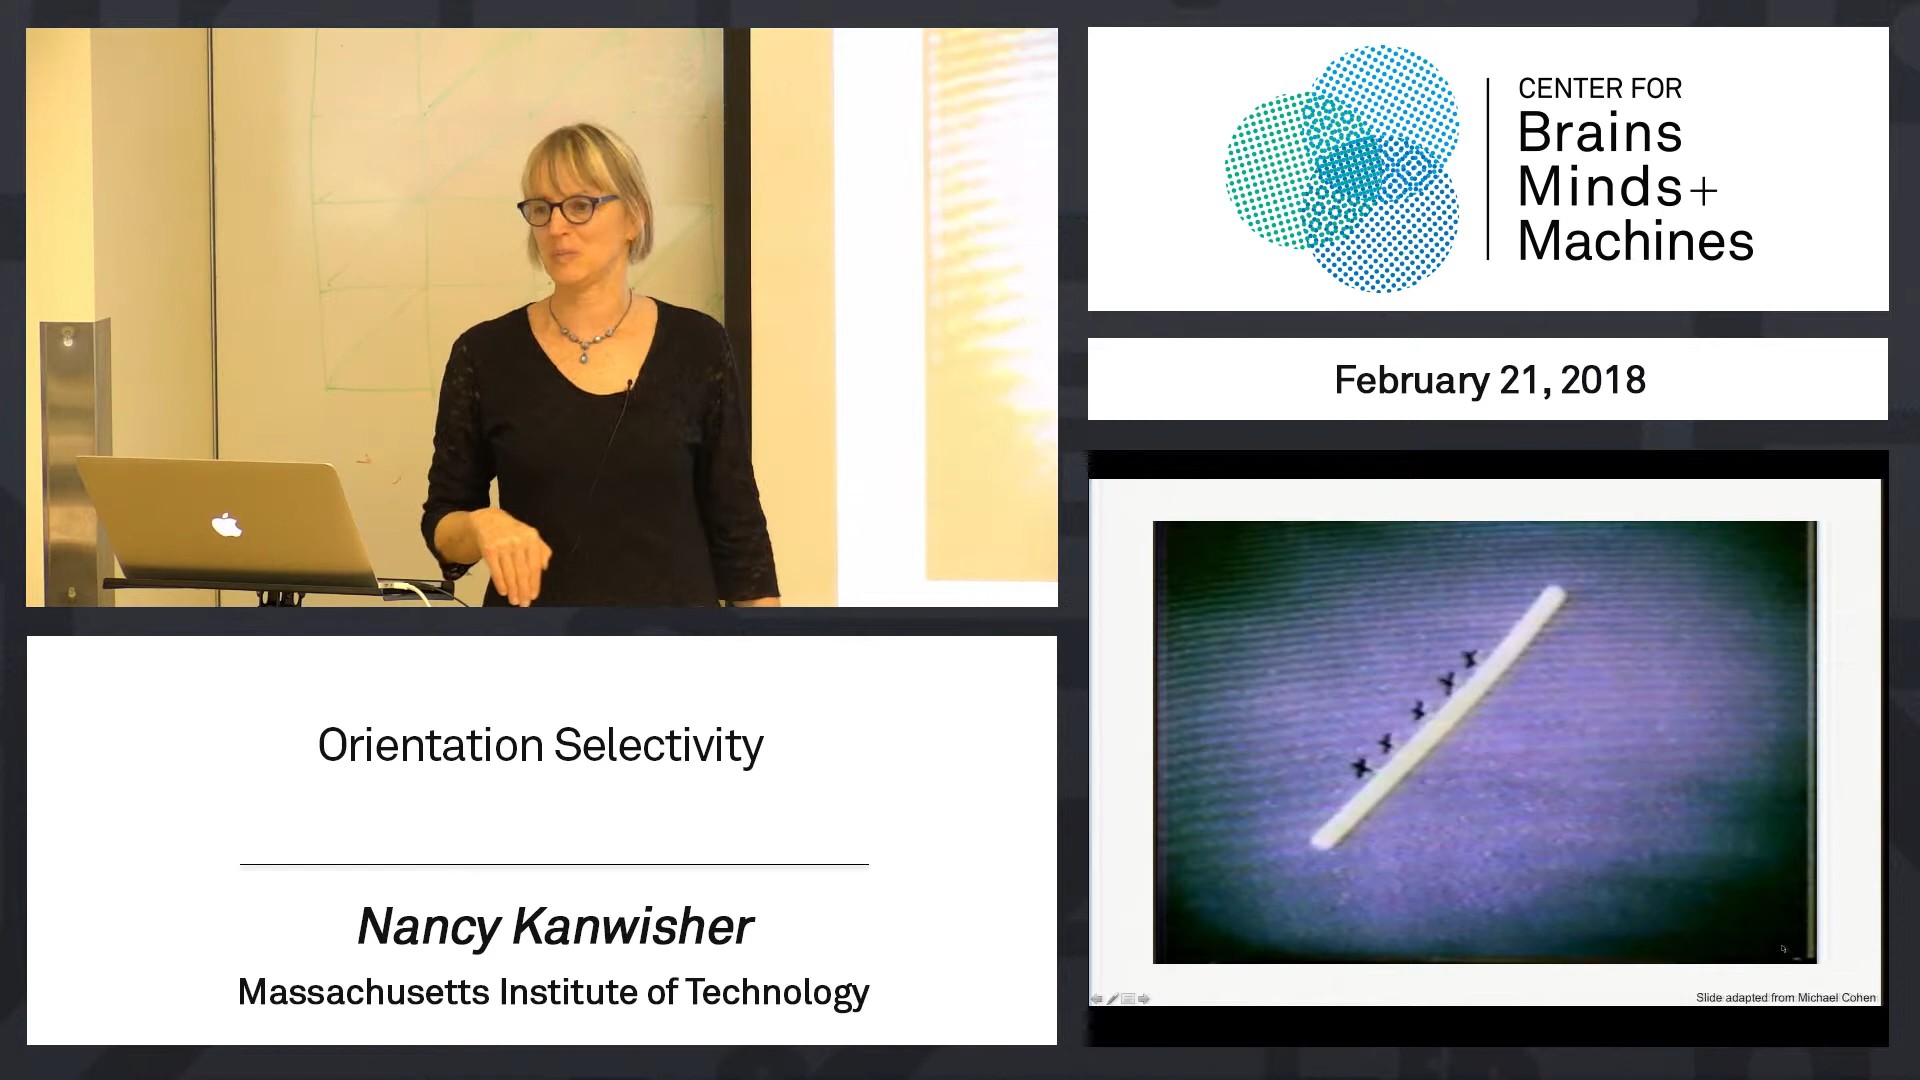 CENTER FOR
Brains
Minds+
Machines
February 21, 2018
Orientation Selectivity
Nancy Kanwisher
Massachusetts Institute of Technology
Slide adapted from Michael Cohen